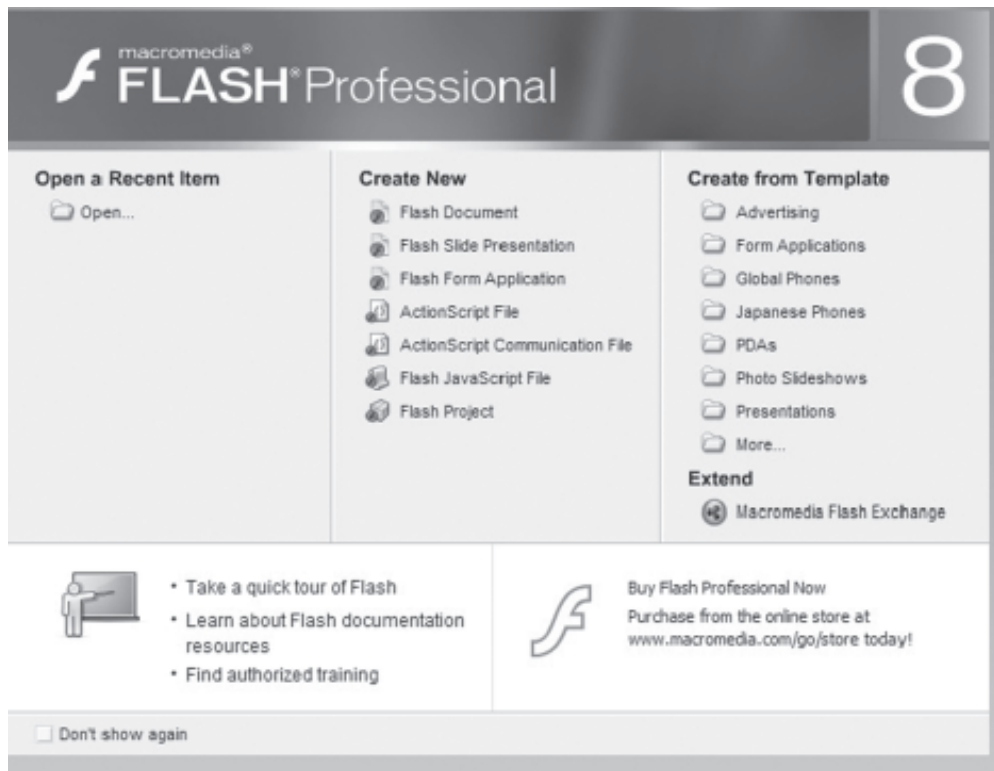 macromedia®
FLASH® Professional
8
Open a Recent Item
Open...
Create New
Flash Document
Flash Slide Presentation
Flash Form Application
ActionScript File
ActionScript Communication File
Flash JavaScript File
Flash Project
Create from Template
Advertising
Form Applications
Global Phones
Japanese Phones
PDAs
Photo Slideshows
Presentations
More...
Extend
Macromedia Flash Exchange
• Take a quick tour of Flash
• Learn about Flash documentation
resources
• Find authorized training
Buy Flash Professional Now
Purchase from the online store at
www.macromedia.com/go/store today!
Don't show again